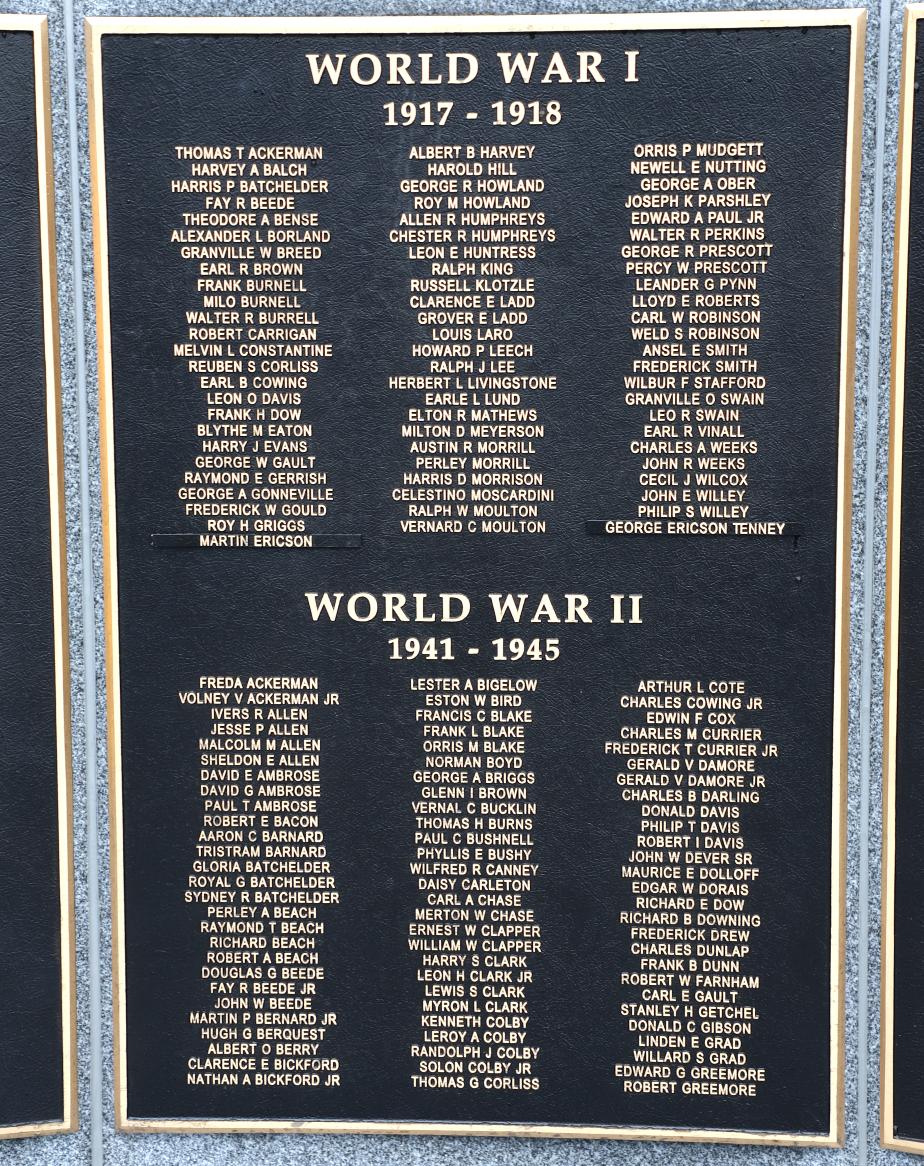 WORLD WAR I
1917 - 1918
THOMAS T ACKERMAN
HARVEY A BALCH
HARRIS P BATCHELDER
FAY R BEEDE
THEODORE A BENSE
ALEXANDER L BORLAND
GRANVILLE W BREED
EARL R BROWN
FRANK BURNELL
MILO BURNELL
WALTER R BURRELL
ROBERT CARRIGAN
MELVIN L CONSTANTINE
REUBEN S CORLISS
EARL B COWING
LEON O DAVIS
FRANK H DOW
BLYTHE M EATON
HARRY J EVANS
GEORGE W GAULT
RAYMOND E GERRISH
GEORGE A GONNEVILLE
FREDERICK W GOULD
ROY H GRIGGS
MARTIN ERICSON
ALBERT B HARVEY
HAROLD HILL
GEORGE R HOWLAND
ROY M HOWLAND
ALLEN R HUMPHREYS
CHESTER R HUMPHREYS
LEON E HUNTRESS
RALPH KING
RUSSELL KLOTZLE
CLARENCE E LADD
GROVER E LADD
LOUIS LARO
HOWARD P LEECH
RALPH J LEE
HERBERT L LIVINGSTONE
EARLE L LUND
ELTON R MATHEWS
MILTON D MEYERSON
AUSTIN R MORRILL
PERLEY MORRILL
HARRIS D MORRISON
CELESTINO MOSCARDINI
RALPH W MOULTON
VERNARD C MOULTON
ORRIS P MUDGETT
NEWELL E NUTTING
GEORGE A OBER
JOSEPH K PARSHLEY
EDWARD A PAUL JR
WALTER R PERKINS
GEORGE R PRESCOTT
PERCY W PRESCOTT
LEANDER G PYNN
LLOYD E ROBERTS
CARL W ROBINSON
WELD S ROBINSON
ANSEL E SMITH
FREDERICK SMITH
WILBUR F STAFFORD
GRANVILLE O SWAIN
LEO R SWAIN
EARL R VINALL
CHARLES A WEEKS
JOHN R WEEKS
CECIL J WILCOX
JOHN E WILLEY
PHILIP S WILLEY
GEORGE ERICSON TENNEY
WORLD WAR II
1941 - 1945
FREDA ACKERMAN
VOLNEY V ACKERMAN JR
IVERS R ALLEN
JESSE P ALLEN
MALCOLM M ALLEN
SHELDON E ALLEN
DAVID E AMBROSE
DAVID G AMBROSE
PAUL T AMBROSE
ROBERT E BACON
AARON C BARNARD
TRISTRAM BARNARD
GLORIA BATCHELDER
ROYAL G BATCHELDER
SYDNEY R BATCHELDER
PERLEY A BEACH
RAYMOND T BEACH
RICHARD BEACH
ROBERT A BEACH
DOUGLAS G BEEDE
FAY R BEEDE JR
JOHN W BEEDE
MARTIN P BERNARD JR
HUGH G BERQUEST
ALBERT O BERRY
CLARENCE E BICKFORD
NATHAN A BICKFORD JR
LESTER A BIGELOW
ESTON W BIRD
FRANCIS C BLAKE
FRANK L BLAKE
ORRIS M BLAKE
NORMAN BOYD
GEORGE A BRIGGS
GLENN I BROWN
VERNAL C BUCKLIN
THOMAS H BURNS
PAUL C BUSHNELL
PHYLLIS E BUSHY
WILFRED R CANNEY
DAISY CARLETON
CARL A CHASE
MERTON W CHASE
ERNEST W CLAPPER
WILLIAM W CLAPPER
HARRY S CLARK
LEON H CLARK JR
LEWIS S CLARK
MYRON L CLARK
KENNETH COLBY
LEROY A COLBY
RANDOLPH J COLBY
SOLON COLBY JR
THOMAS G CORLISS
ARTHUR L COTE
CHARLES COWING JR
EDWIN F COX
CHARLES M CURRIER
FREDERICK T CURRIER JR
GERALD V DAMORE
GERALD V DAMORE JR
CHARLES B DARLING
DONALD DAVIS
PHILIP T DAVIS
ROBERT I DAVIS
JOHN W DEVER SR
MAURICE E DOLLOFF
EDGAR W DORAIS
RICHARD E DOW
RICHARD B DOWNING
FREDERICK DREW
CHARLES DUNLAP
FRANK B DUNN
ROBERT W FARNHAM
CARL E GAULT
STANLEY H GETCHEL
DONALD C GIBSON
LINDEN E GRAD
WILLARD S GRAD
EDWARD G GREEMORE
ROBERT GREEMORE